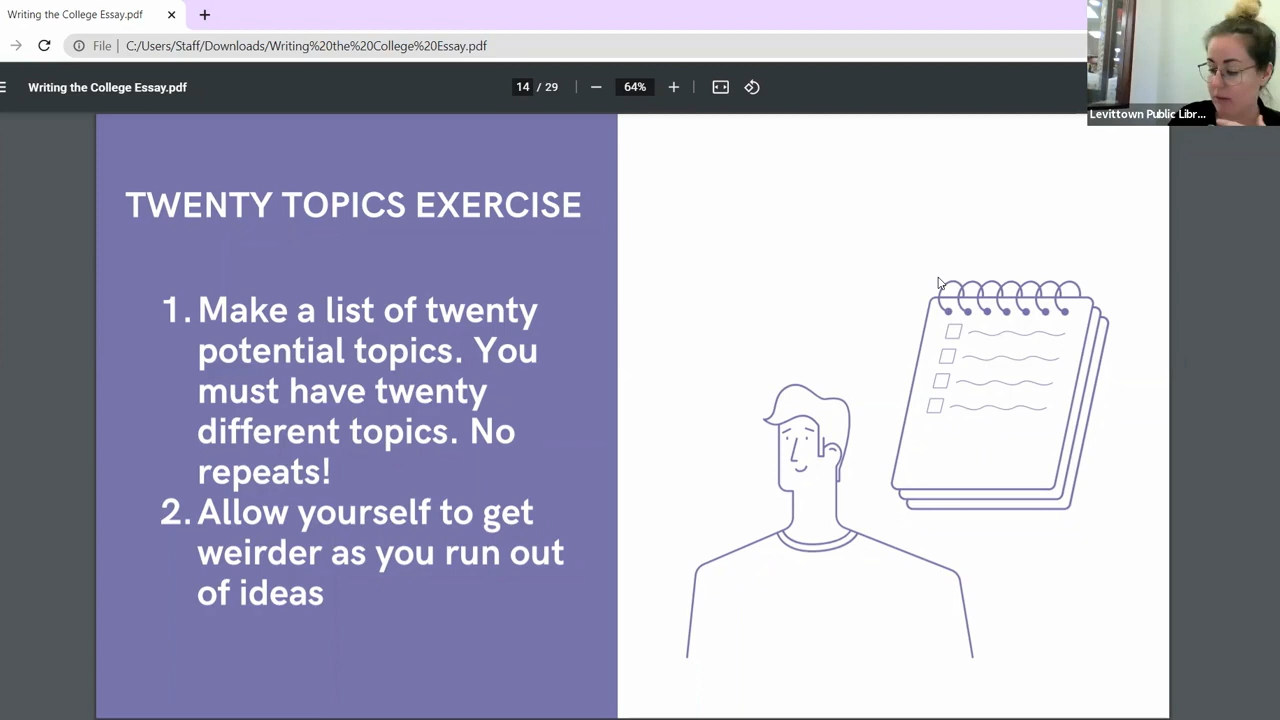 Writing the College Essay.pdf
File
C:/Users/Staff/Downloads/Writing%20the%20College%20Essay.pdf
Writing the College Essay.pdf
14 / 29
64%
Levittown Public Libr...
TWENTY TOPICS EXERCISE
1. Make a list of twenty
potential topics. You
must have twenty
different topics. No
repeats!
2. Allow yourself to get
weirder as you run out
of ideas